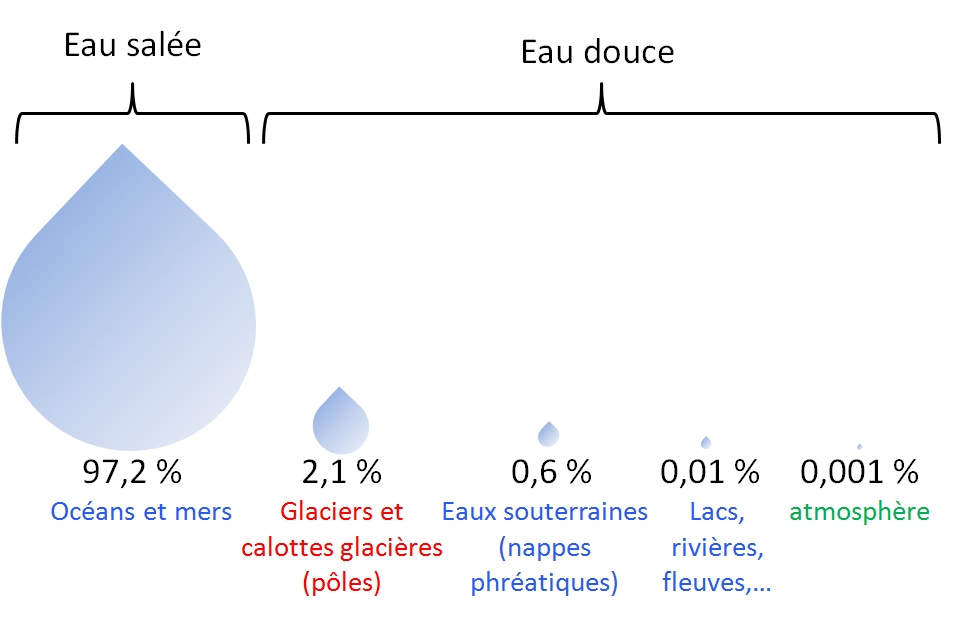 Eau salée
Eau douce
97,2 %
2,1 %
0,6 %
0,01 %
0,001 %
Océans et mers
Glaciers et
calottes glacières
(pôles)
Eaux souterraines
(nappes
phréatiques)
Lacs,
rivières,
fleuves,...
atmosphère